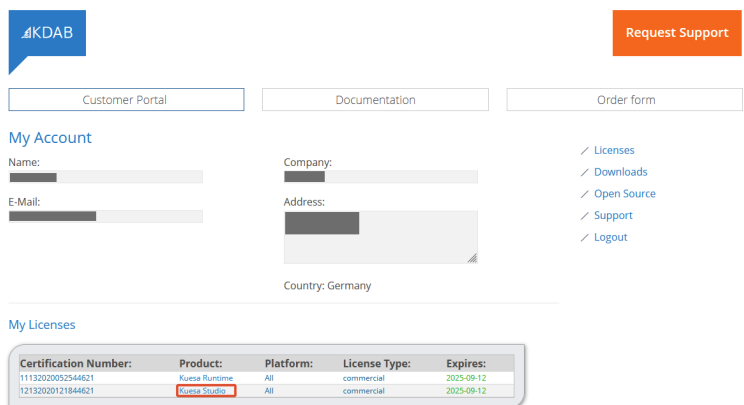 KDAB
Request Support
Customer Portal
Documentation
Order form
My Account
Name:
Company:
E-Mail:
Address:
Country: Germany
Licenses
Downloads
Open Source
Support
Logout
My Licenses
Certification Number: Product: Platform: License Type: Expires:
11132020052544621 Kuesa Runtime All commercial 2025-09-12
12132020121844621 Kuesa Studio All commercial 2025-09-12